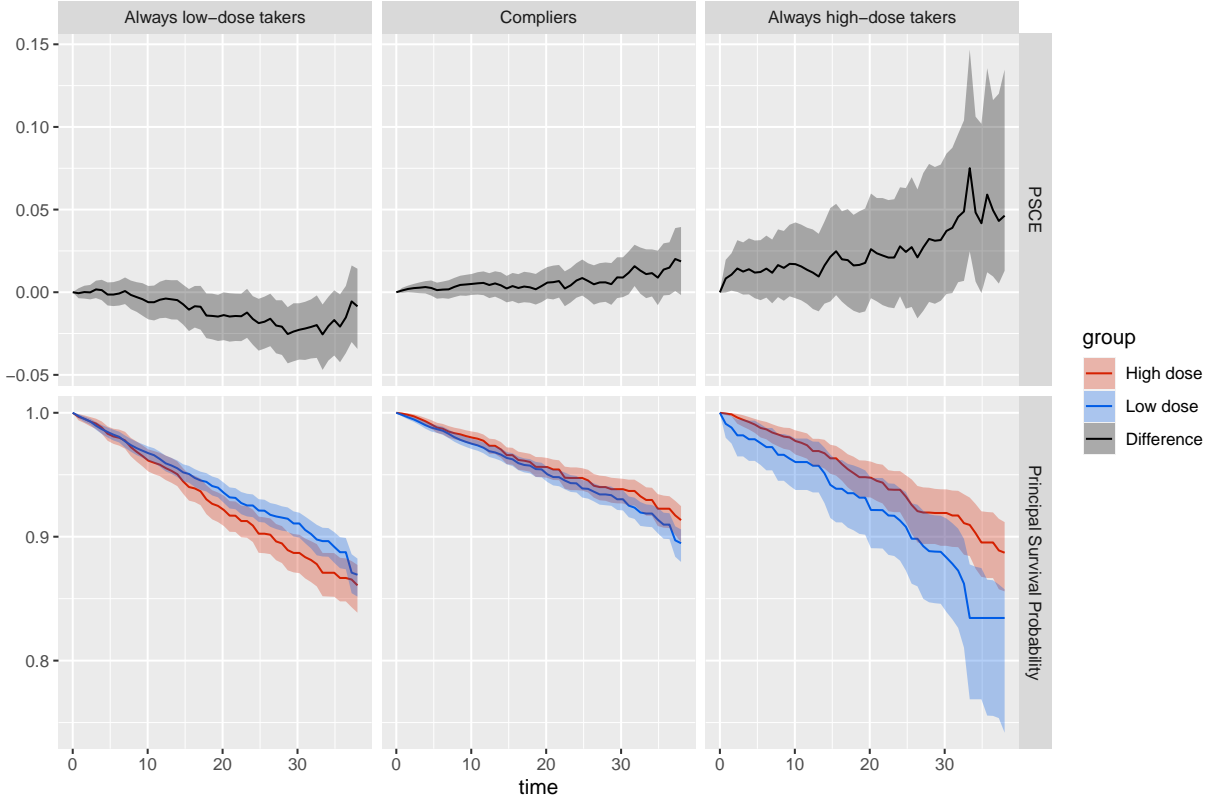 Always low−dose takers
Compliers
Always high−dose takers
0.15
0.10
0.05
0.00
−0.05
PSCE
1.0
0.9
0.8
Principal Survival Probability
0 10 20 30
0 10 20 30
0 10 20 30
time
group
High dose
Low dose
Difference